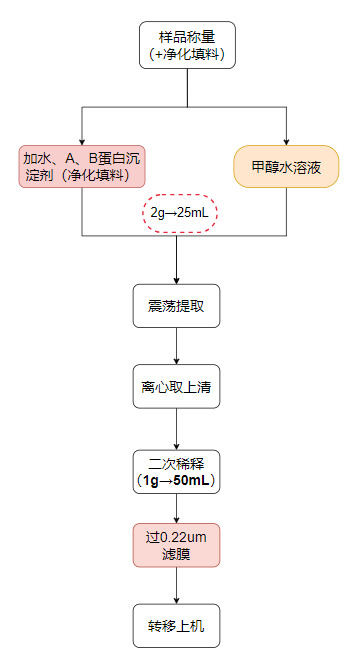 样品称量
（+净化填料）
加水、A、B蛋白沉
淀剂（净化填料）
甲醇水溶液
2g→25mL
震荡提取
离心取上清
二次稀释
（1g→50mL）
过0.22um
滤膜
转移上机